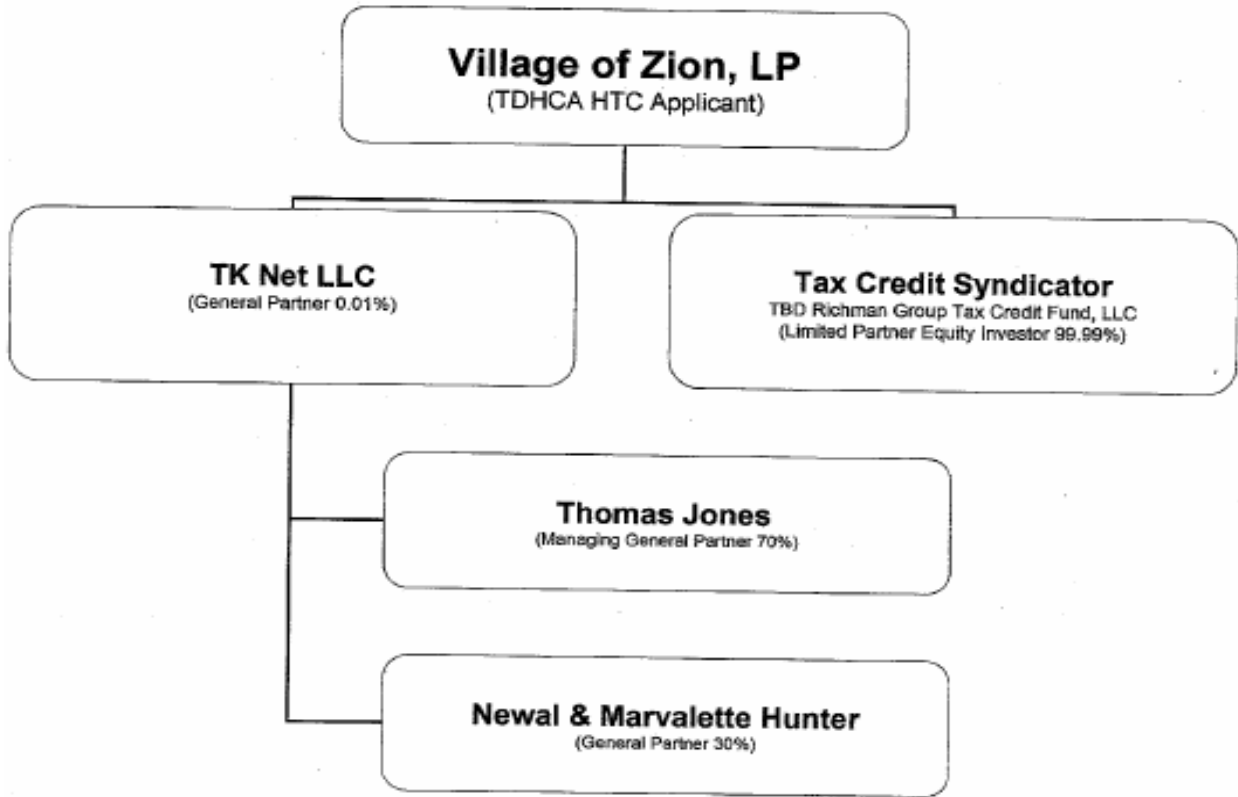 Village of Zion, LP
(TDHCA HTC Applicant)
TK Net LLC
(General Partner 0.01%)
Tax Credit Syndicator
TBD Richman Group Tax Credit Fund, LLC
(Limited Partner Equity Investor 99.99%)
Thomas Jones
(Managing General Partner 70%)
Newal & Marvalette Hunter
(General Partner 30%)